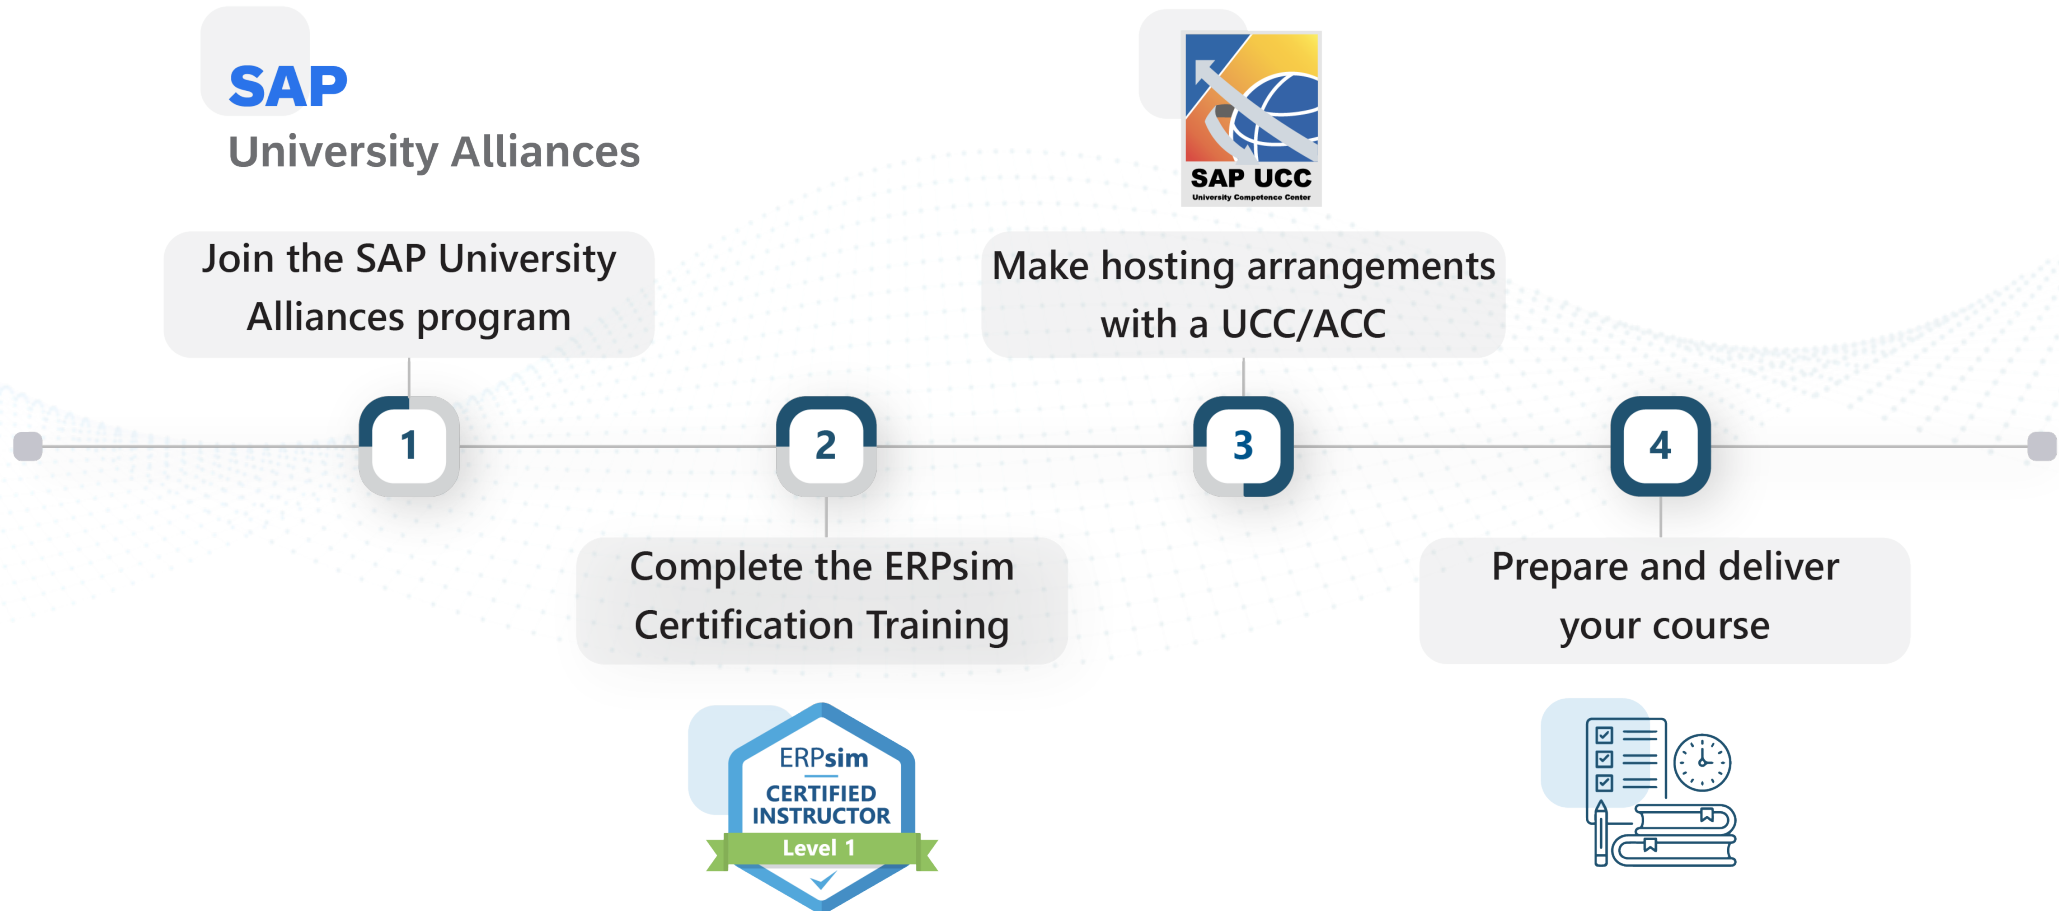 SAP
University Alliances
Join the SAP University
Alliances program
1
2
Complete the ERPsim
Certification Training
ERPsim
CERTIFIED
INSTRUCTOR
Level 1
SAP UCC
University Competence Center
Make hosting arrangements
with a UCC/ACC
3
4
Prepare and deliver
your course